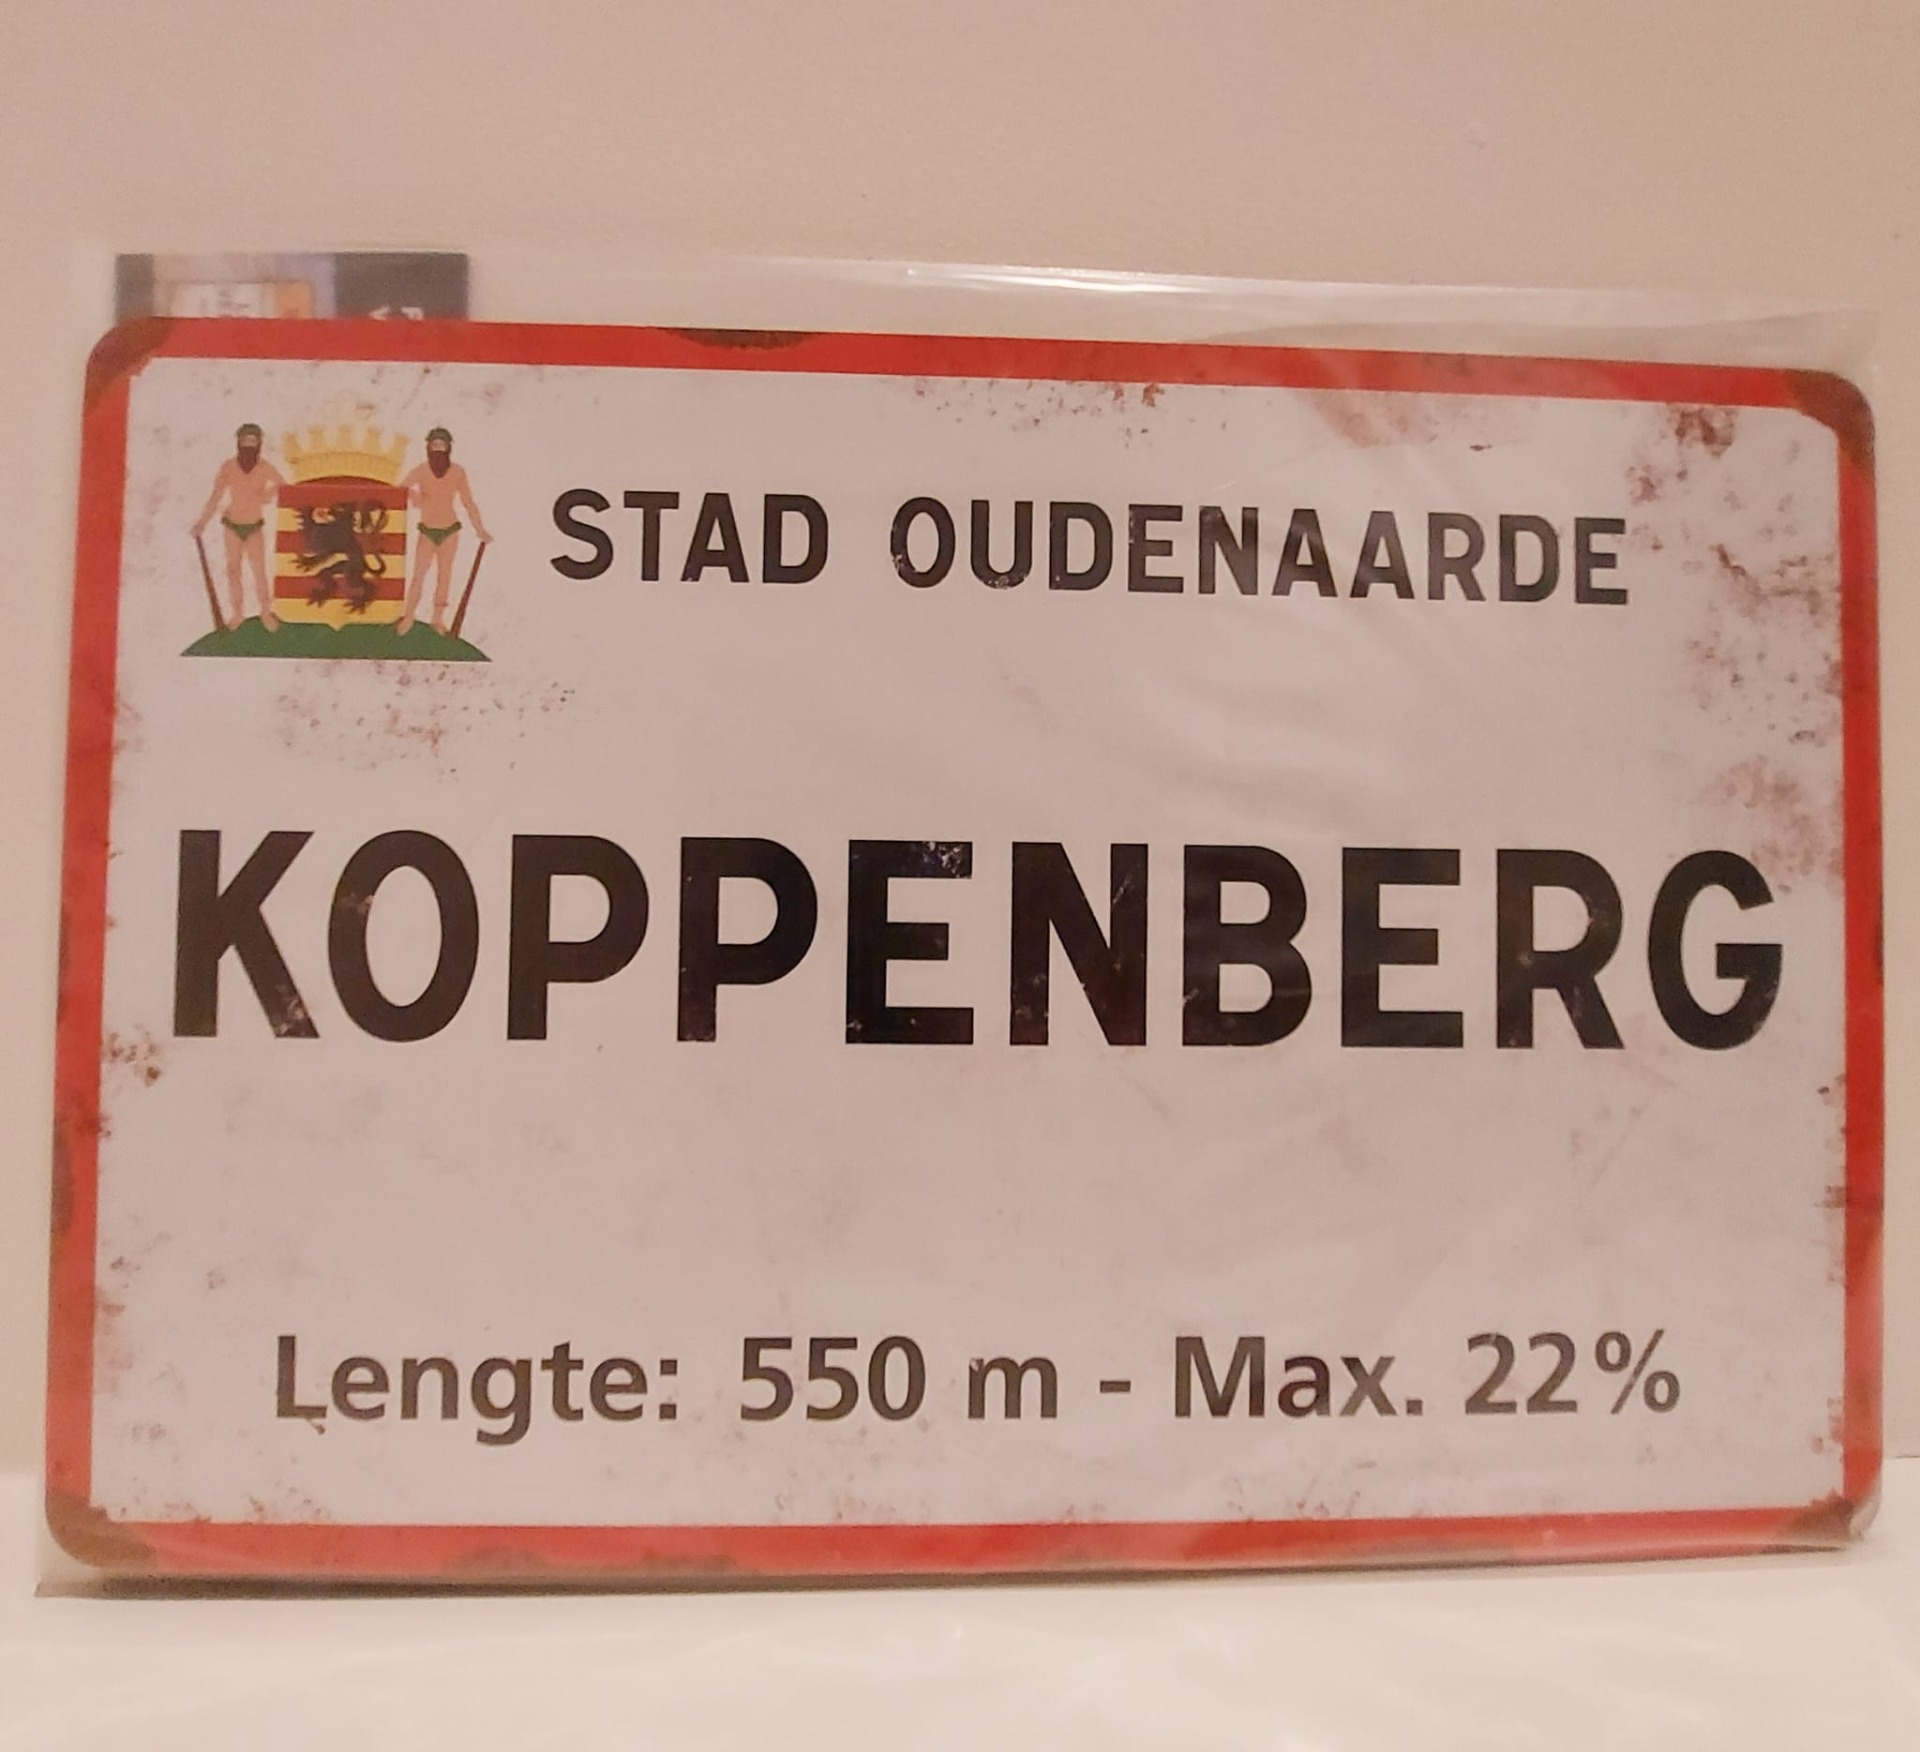 STAD OUDENAARDE
KOPPENBERG
Lengte: 550 m - Max. 22%